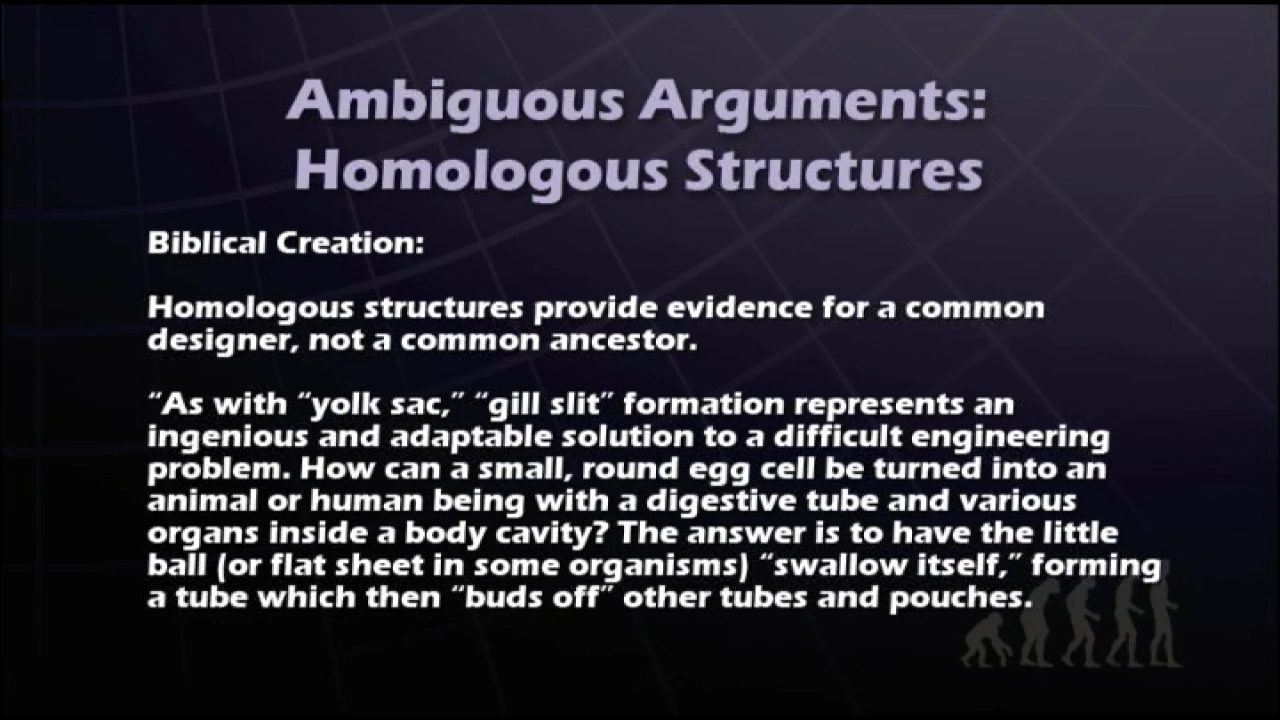 Ambiguous Arguments:
Homologous Structures
Biblical Creation:
Homologous structures provide evidence for a common
designer, not a common ancestor.
“As with “yolk sac,” “gill slit” formation represents an
ingenious and adaptable solution to a difficult engineering
problem. How can a small, round egg cell be turned into an
animal or human being with a digestive tube and various
organs inside a body cavity? The answer is to have the little
ball (or flat sheet in some organisms) “swallow itself,” forming
a tube which then “buds off” other tubes and pouches.